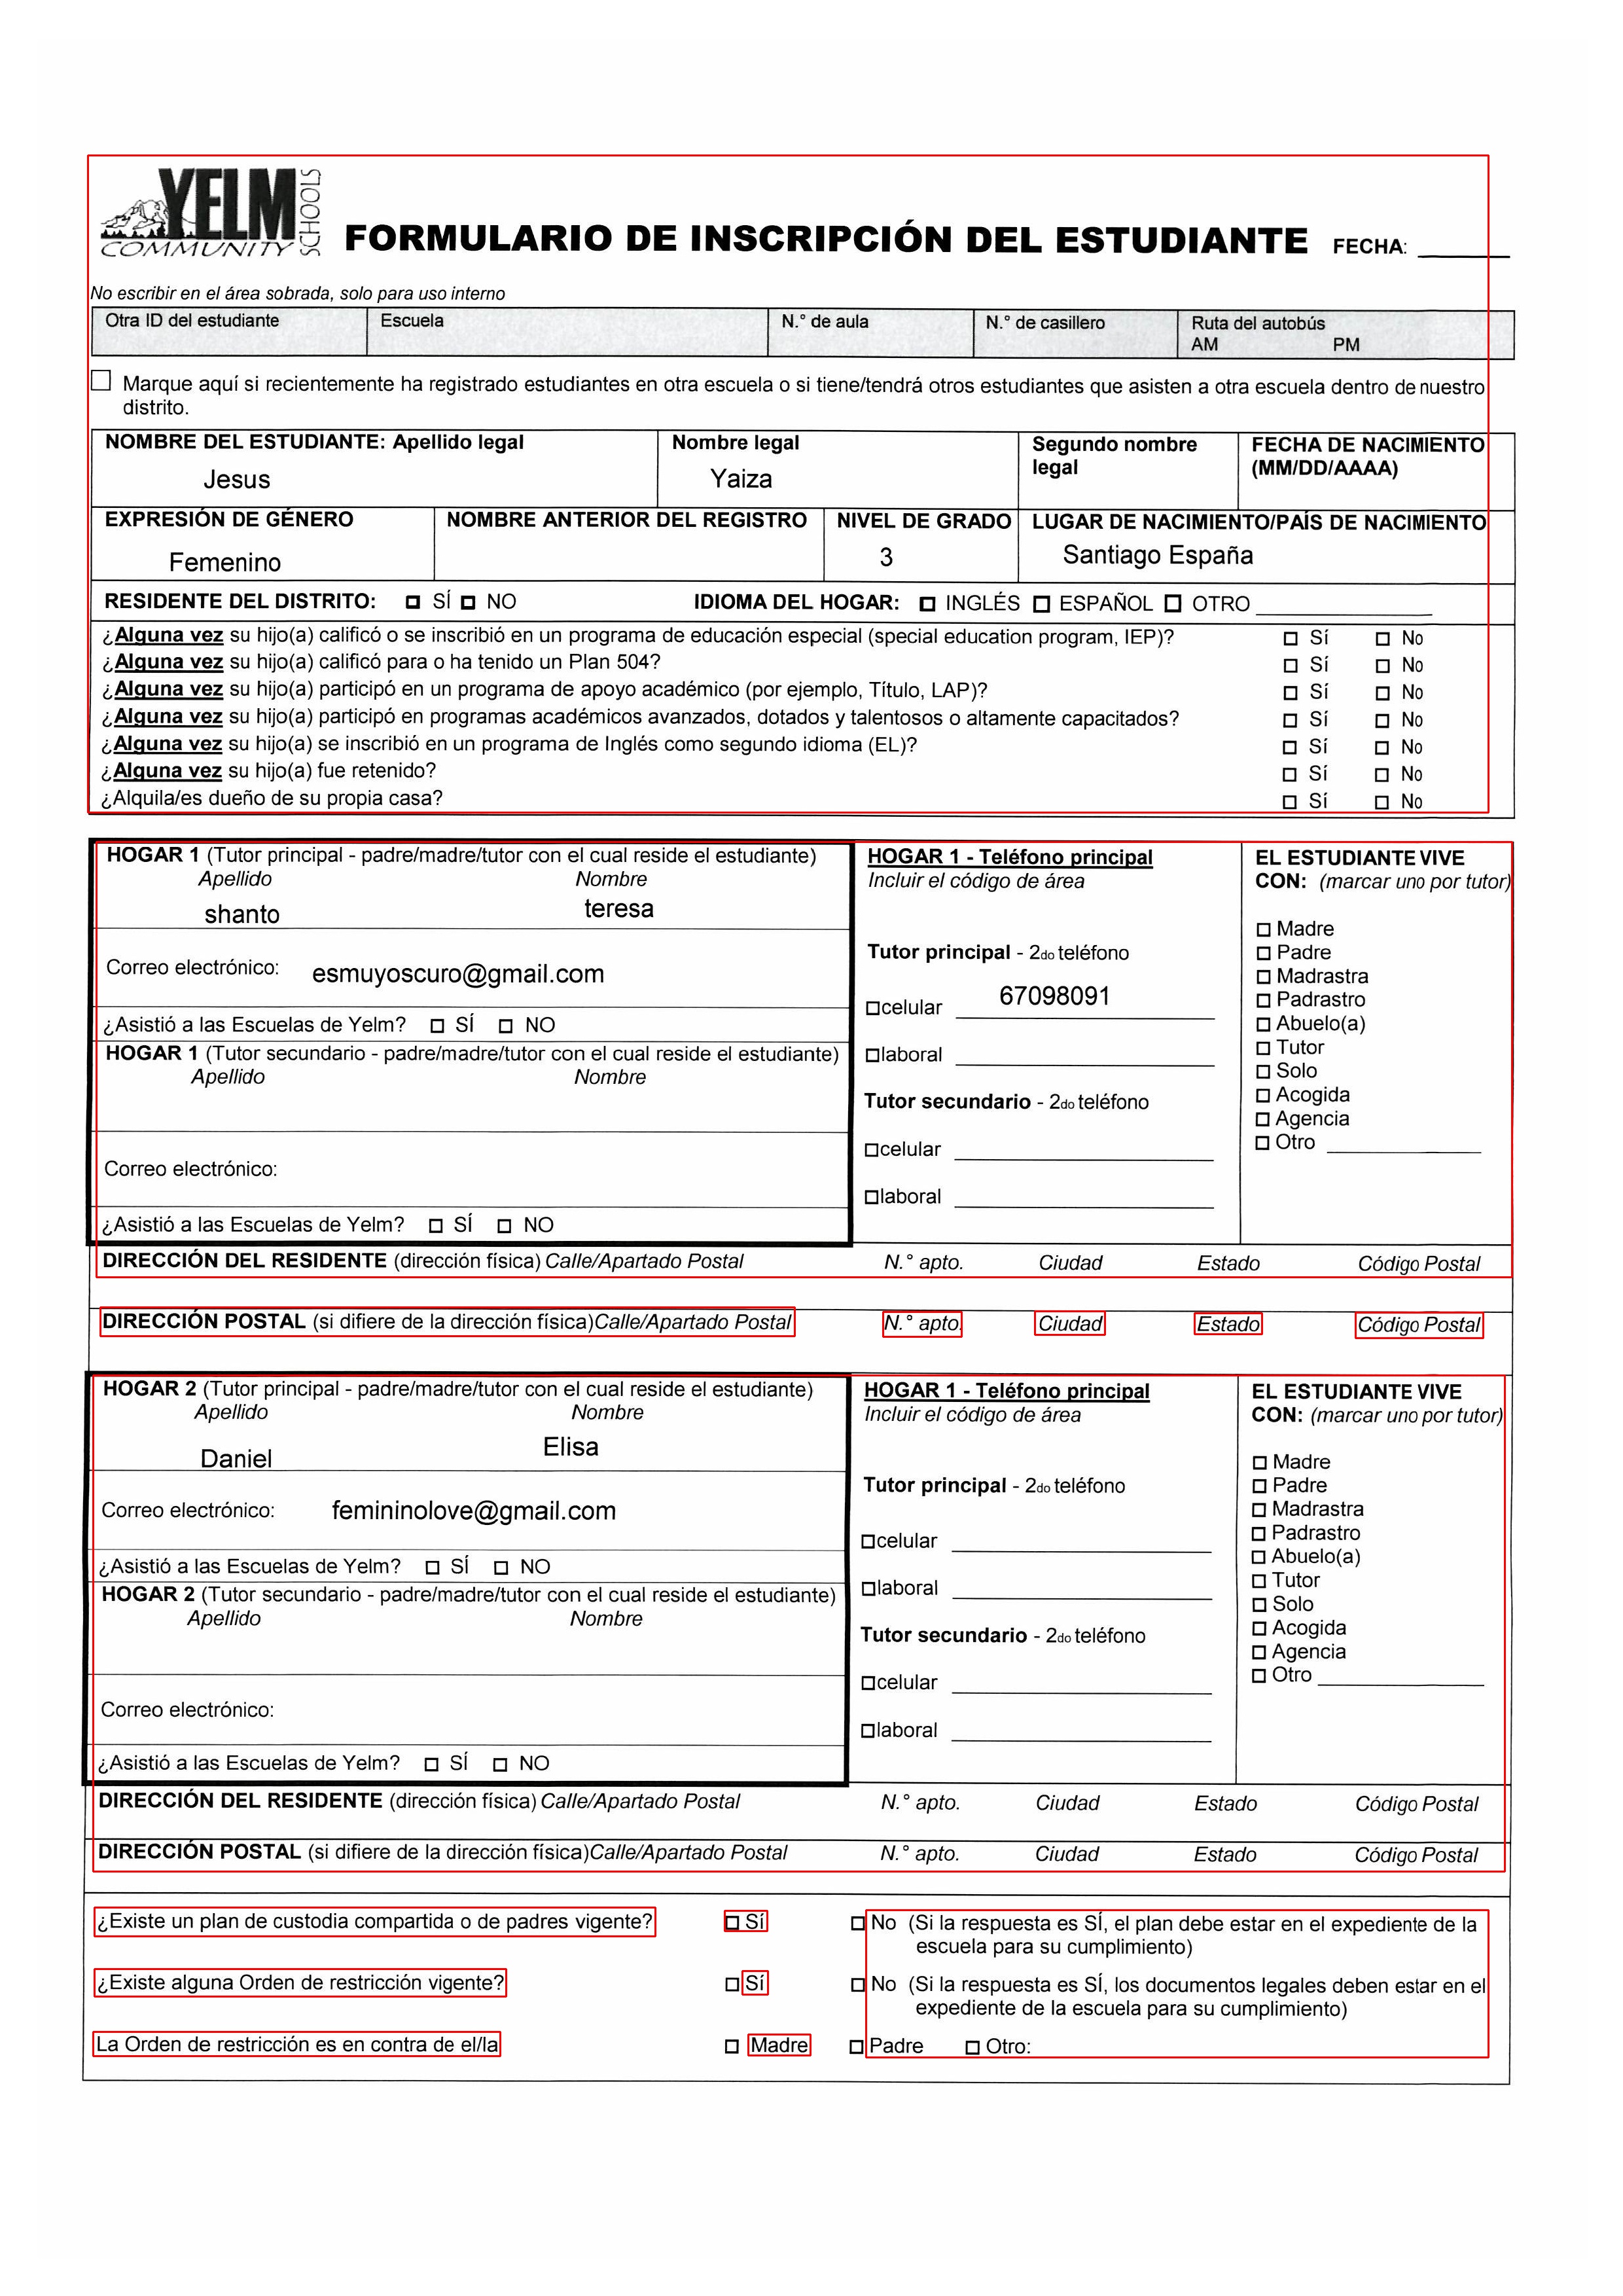 YELM
COMMUNITY
SCHOOLS
FORMULARIO DE INSCRIPCIÓN DEL ESTUDIANTE FECHA:
No escribir en el área sobrada, solo para uso interno
Otra ID del estudiante Escuela N.° de aula N.° de casillero Ruta del autobús
AM PM
Marque aquí si recientemente ha registrado estudiantes en otra escuela o si tiene/tendrá otros estudiantes que asisten a otra escuela dentro de nuestro
distrito.
NOMBRE DEL ESTUDIANTE: Apellido legal Nombre legal Segundo nombre FECHA DE NACIMIENTO
legal (MM/DD/AAAA)
Jesus Yaiza
EXPRESIÓN DE GÉNERO NOMBRE ANTERIOR DEL REGISTRO NIVEL DE GRADO LUGAR DE NACIMIENTO/PAÍS DE NACIMIENTO
Femenino 3 Santiago España
RESIDENTE DEL DISTRITO: SÍ NO IDIOMA DEL HOGAR: INGLÉS ESPAÑOL OTRO
¿Alguna vez su hijo(a) calificó o se inscribió en un programa de educación especial (special education program, IEP)? Sí No
¿Alguna vez su hijo(a) calificó para o ha tenido un Plan 504? Sí No
¿Alguna vez su hijo(a) participó en un programa de apoyo académico (por ejemplo, Título, LAP)? Sí No
¿Alguna vez su hijo(a) participó en programas académicos avanzados, dotados y talentosos o altamente capacitados? Sí No
¿Alguna vez su hijo(a) se inscribió en un programa de Inglés como segundo idioma (EL)? Sí No
¿Alguna vez su hijo(a) fue retenido? Sí No
¿Alquila/es dueño de su propia casa? Sí No
HOGAR 1 (Tutor principal - padre/madre/tutor con el cual reside el estudiante)
Apellido Nombre
shanto teresa
Correo electrónico: esmuyoscuro@gmail.com
¿Asistió a las Escuelas de Yelm? SÍ NO
HOGAR 1 (Tutor secundario - padre/madre/tutor con el cual reside el estudiante)
Apellido Nombre
Correo electrónico:
¿Asistió a las Escuelas de Yelm? SÍ NO
HOGAR 1 - Teléfono principal
Incluir el código de área
Tutor principal - 2do teléfono
celular 67098091
laboral
Tutor secundario - 2do teléfono
celular
laboral
EL ESTUDIANTE VIVE
CON: (marcar uno por tutor)
Madre
Padre
Madrastra
Padrastro
Abuelo(a)
Tutor
Solo
Acogida
Agencia
Otro
DIRECCIÓN DEL RESIDENTE (dirección física) Calle/Apartado Postal N.° apto. Ciudad Estado Código Postal
DIRECCIÓN POSTAL (si difiere de la dirección física)Calle/Apartado Postal N.° apto. Ciudad Estado Código Postal
HOGAR 2 (Tutor principal - padre/madre/tutor con el cual reside el estudiante)
Apellido Nombre
Daniel Elisa
Correo electrónico: femininolove@gmail.com
¿Asistió a las Escuelas de Yelm? SÍ NO
HOGAR 2 (Tutor secundario - padre/madre/tutor con el cual reside el estudiante)
Apellido Nombre
Correo electrónico:
¿Asistió a las Escuelas de Yelm? SÍ NO
HOGAR 1 - Teléfono principal
Incluir el código de área
Tutor principal - 2do teléfono
celular
laboral
Tutor secundario - 2do teléfono
celular
laboral
EL ESTUDIANTE VIVE
CON: (marcar uno por tutor)
Madre
Padre
Madrastra
Padrastro
Abuelo(a)
Tutor
Solo
Acogida
Agencia
Otro
DIRECCIÓN DEL RESIDENTE (dirección física) Calle/Apartado Postal N.° apto. Ciudad Estado Código Postal
DIRECCIÓN POSTAL (si difiere de la dirección física)Calle/Apartado Postal N.° apto. Ciudad Estado Código Postal
¿Existe un plan de custodia compartida o de padres vigente? Sí No (Si la respuesta es SÍ, el plan debe estar en el expediente de la
escuela para su cumplimiento)
¿Existe alguna Orden de restricción vigente? Sí No (Si la respuesta es SÍ, los documentos legales deben estar en el
expediente de la escuela para su cumplimiento)
La Orden de restricción es en contra de el/la Madre Padre Otro: